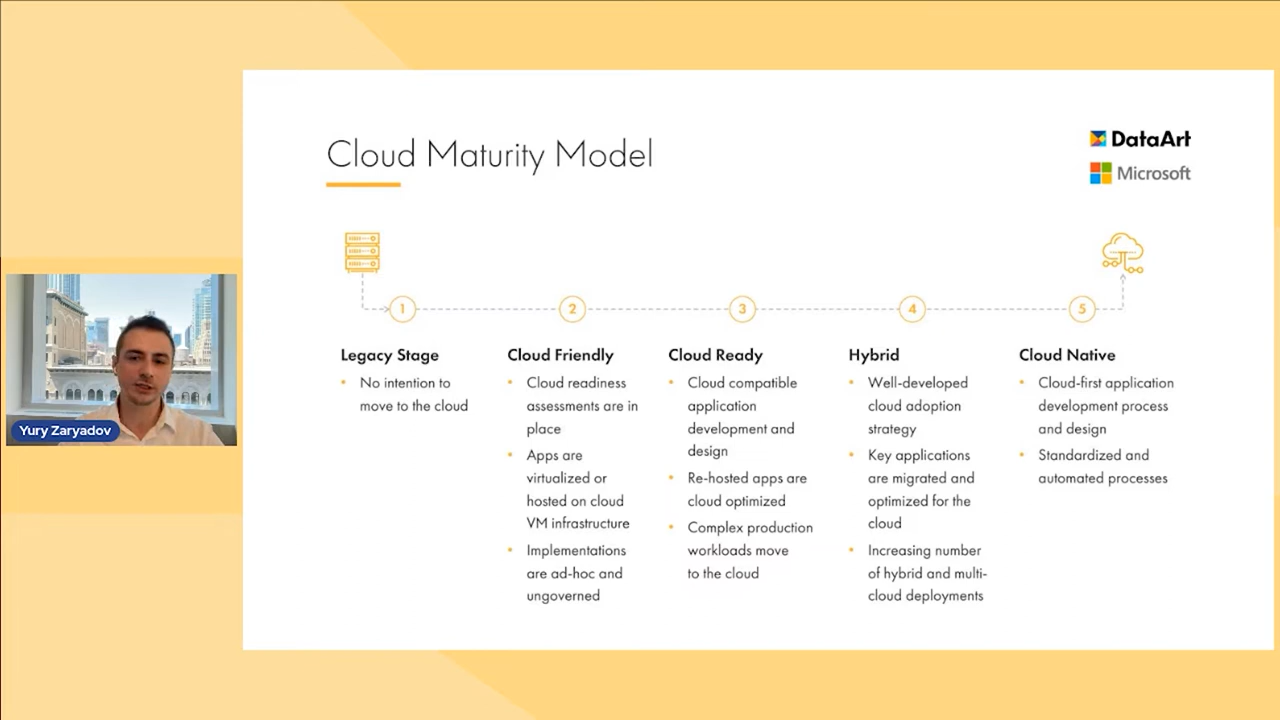 Cloud Maturity Model
DataArt
Microsoft
1
2
3
4
5
Legacy Stage
No intention to
move to the cloud
Cloud Friendly
Cloud readiness
assessments are in
place
Apps are
virtualized or
hosted on cloud
VM infrastructure
Implementations
are ad-hoc and
ungoverned
Cloud Ready
Cloud compatible
application
development and
design
Re-hosted apps are
cloud optimized
Complex production
workloads move
to the cloud
Hybrid
Well-developed
cloud adoption
strategy
Key applications
are migrated and
optimized for the
cloud
Increasing number
of hybrid and multi-
cloud deployments
Cloud Native
Cloud-first application
development process
and design
Standardized and
automated processes
Yury Zaryadov